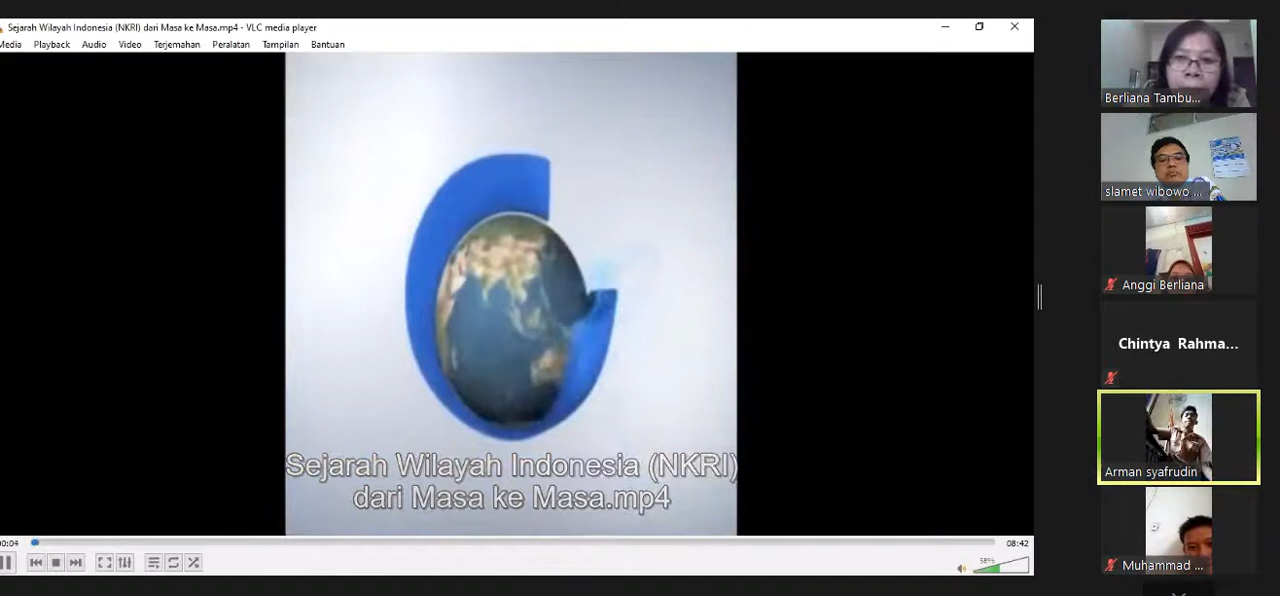 Sejarah Wilayah Indonesia (NKRI) dari Masa ke Masa.mp4 - VLC media player
Media Playback Audio Video Terjemahan Peralatan Tampilan Bantuan
Sejarah Wilayah Indonesia (NKRI)
dari Masa ke Masa.mp4
00:04
08:42
58%
Berliana Tambu...
slamet wibowo ...
Anggi Berliana
Chintya Rahma...
Arman syafrudin
Muhammad ...